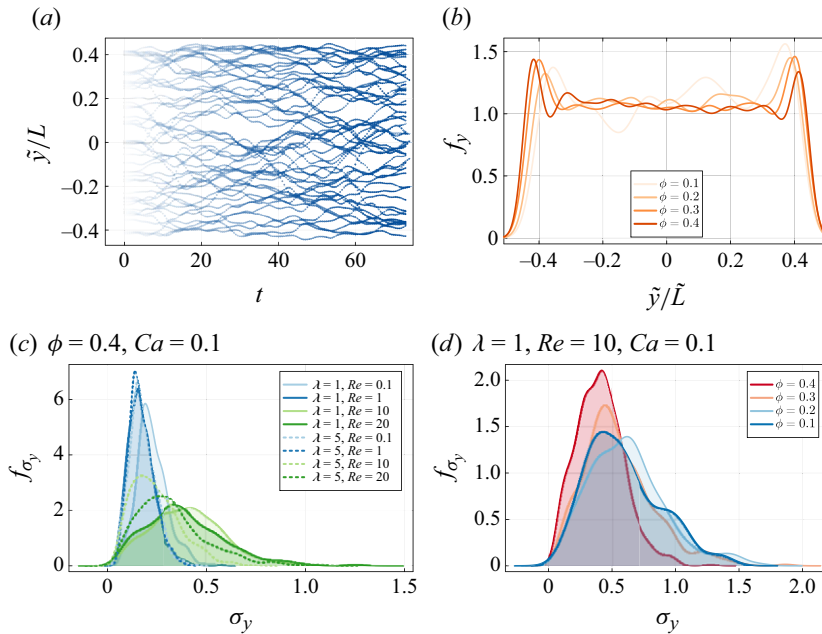 (a)
0.4
0.2
0
−0.2
−0.4
ỹ/L
0
20
40
60
t
(b)
1.5
1.0
0.5
0
f_y
−0.4
−0.2
0
0.2
0.4
ỹ/L̃
ϕ = 0.1
ϕ = 0.2
ϕ = 0.3
ϕ = 0.4
(c) ϕ = 0.4, Ca = 0.1
6
4
2
0
f_{σ_y}
0
0.5
1.0
1.5
σ_y
λ = 1, Re = 0.1
λ = 1, Re = 1
λ = 1, Re = 10
λ = 1, Re = 20
λ = 5, Re = 0.1
λ = 5, Re = 1
λ = 5, Re = 10
λ = 5, Re = 20
(d) λ = 1, Re = 10, Ca = 0.1
2.0
1.5
1.0
0.5
0
f_{σ_y}
0
0.5
1.0
1.5
2.0
σ_y
ϕ = 0.4
ϕ = 0.3
ϕ = 0.2
ϕ = 0.1